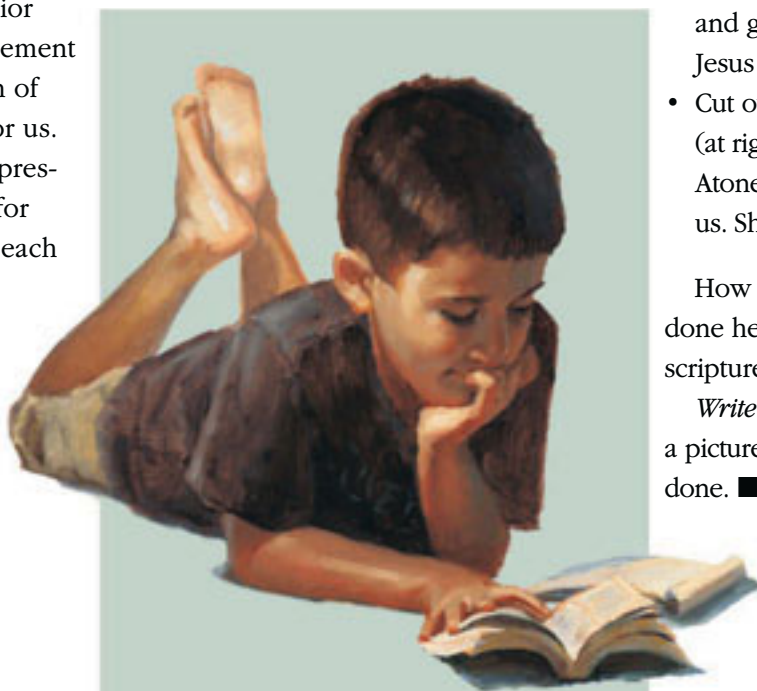 ior
ement
n of
or us.
pres-
for
each
and g
Jesus
• Cut o
(at rig
Atone
us. Sh
How
done he
scripture
Write
a picture
done. ■